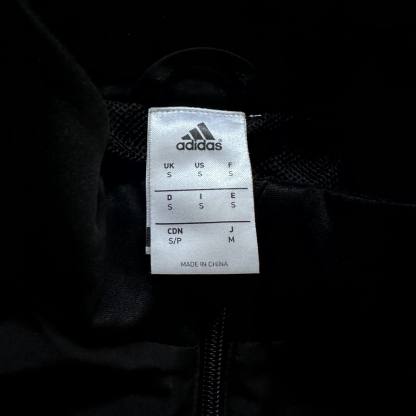 adidas
UK US F
S S S
D I E
S S S
CDN J
S/P M
MADE IN CHINA